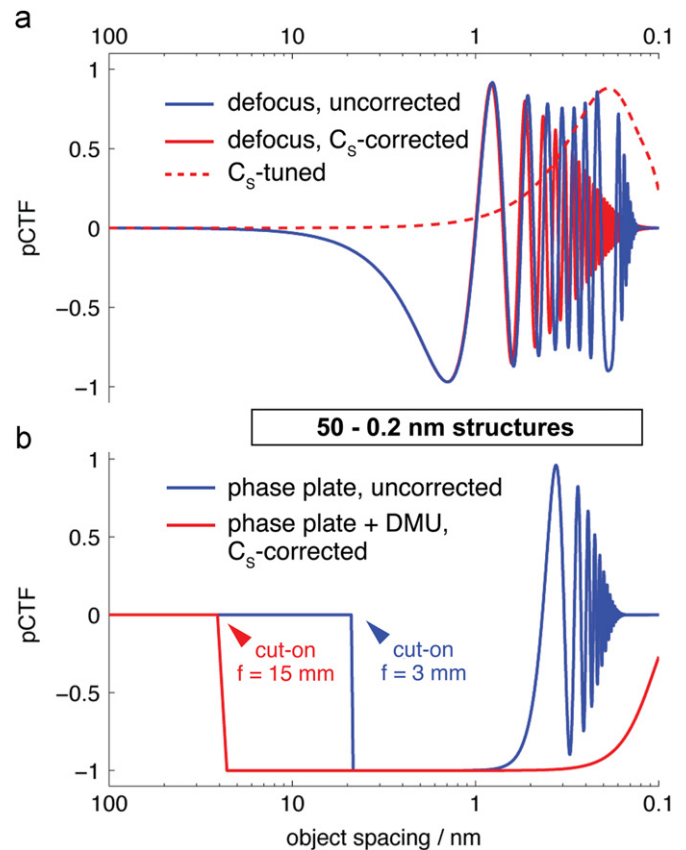 a
100 10 1 0.1
1
defocus, uncorrected
defocus, Cs-corrected
Cs-tuned
0.5
0
−0.5
−1
pCTF
50 - 0.2 nm structures
b
1
phase plate, uncorrected
phase plate + DMU,
Cs-corrected
0.5
0
cut-on
f = 15 mm
cut-on
f = 3 mm
−0.5
−1
pCTF
100 10 1 0.1
object spacing / nm